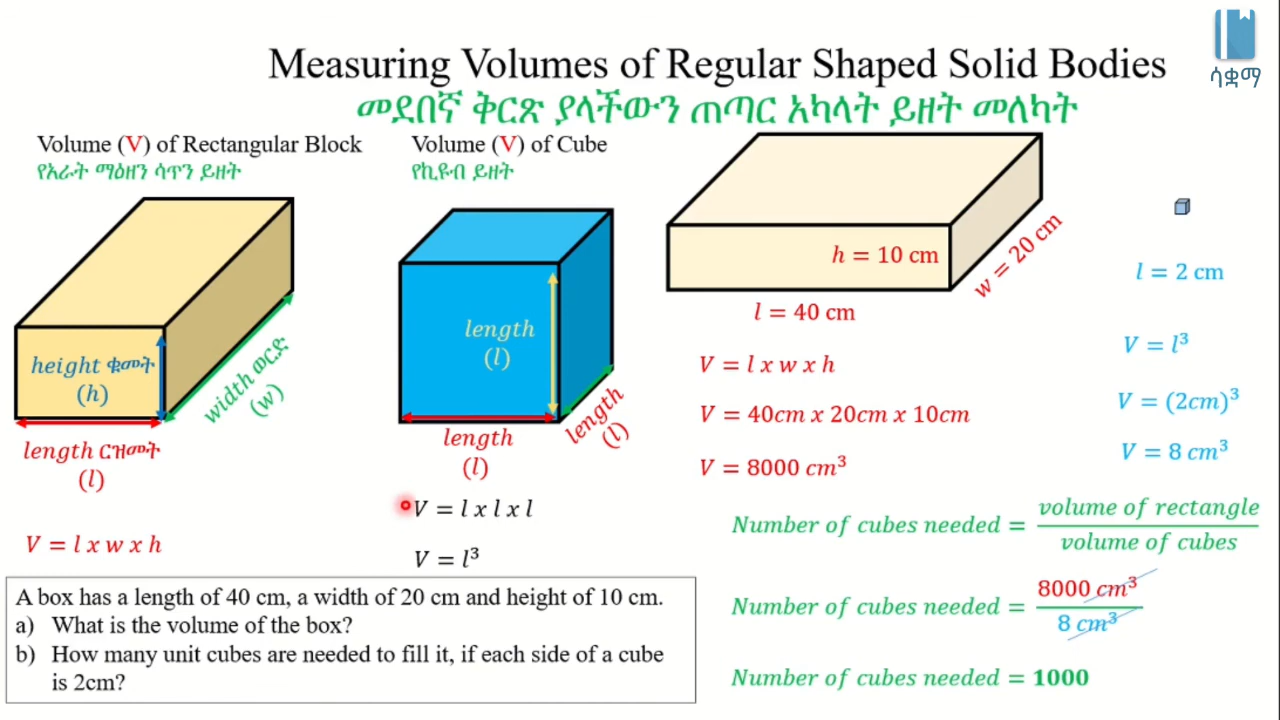 ሳቋማ
Measuring Volumes of Regular Shaped Solid Bodies
መደበኛ ቅርጽ ያላቸውን ጠጣር አካላት ይዘት መለካት
Volume (V) of Rectangular Block
የአራት ማዕዘን ሳጥን ይዘት
height ቁመት
(h)
width ወርድ
(w)
length ርዝመት
(l)
V = l x w x h
Volume (V) of Cube
የኪዩብ ይዘት
length
(l)
length
(l)
length
(l)
V = l x l x l
V = l³
h = 10 cm
w = 20 cm
l = 40 cm
V = l x w x h
V = 40cm x 20cm x 10cm
V = 8000 cm³
l = 2 cm
V = l³
V = (2cm)³
V = 8 cm³
Number of cubes needed = volume of rectangle / volume of cubes
Number of cubes needed = 8000 cm³ / 8 cm³
Number of cubes needed = 1000
A box has a length of 40 cm, a width of 20 cm and height of 10 cm.
a) What is the volume of the box?
b) How many unit cubes are needed to fill it, if each side of a cube
is 2cm?